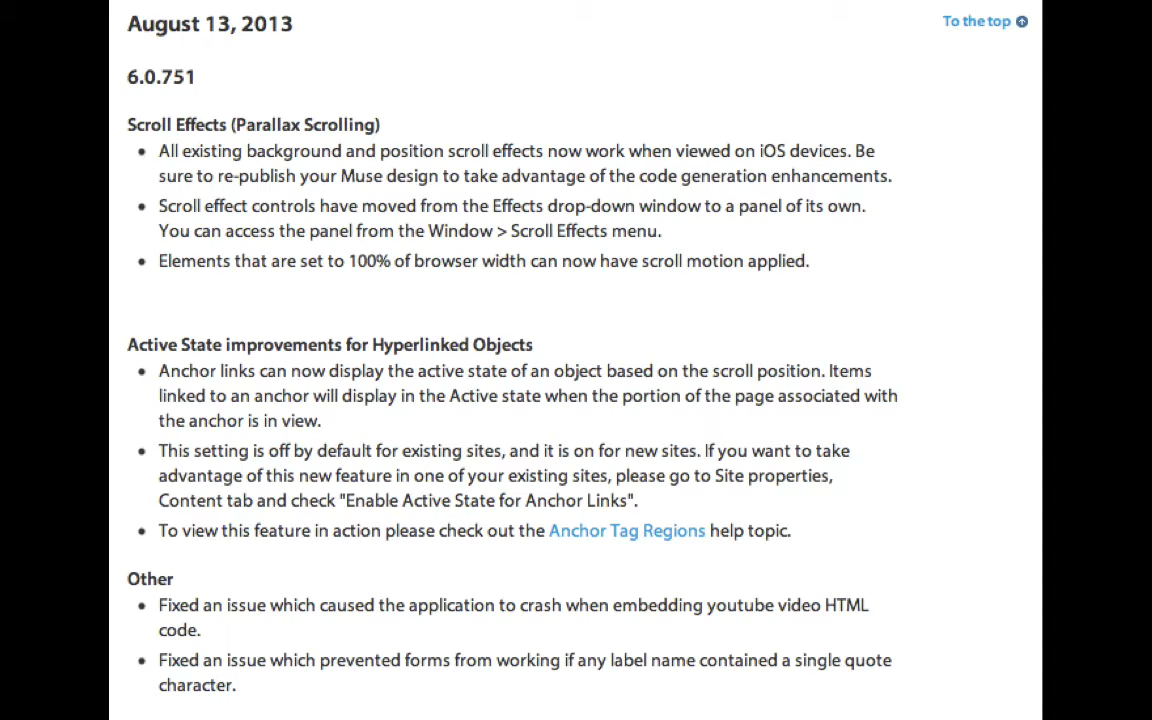 August 13, 2013
To the top
6.0.751
Scroll Effects (Parallax Scrolling)
• All existing background and position scroll effects now work when viewed on iOS devices. Be
sure to re-publish your Muse design to take advantage of the code generation enhancements.
• Scroll effect controls have moved from the Effects drop-down window to a panel of its own.
You can access the panel from the Window > Scroll Effects menu.
• Elements that are set to 100% of browser width can now have scroll motion applied.
Active State improvements for Hyperlinked Objects
• Anchor links can now display the active state of an object based on the scroll position. Items
linked to an anchor will display in the Active state when the portion of the page associated with
the anchor is in view.
• This setting is off by default for existing sites, and it is on for new sites. If you want to take
advantage of this new feature in one of your existing sites, please go to Site properties,
Content tab and check "Enable Active State for Anchor Links".
• To view this feature in action please check out the Anchor Tag Regions help topic.
Other
• Fixed an issue which caused the application to crash when embedding youtube video HTML
code.
• Fixed an issue which prevented forms from working if any label name contained a single quote
character.